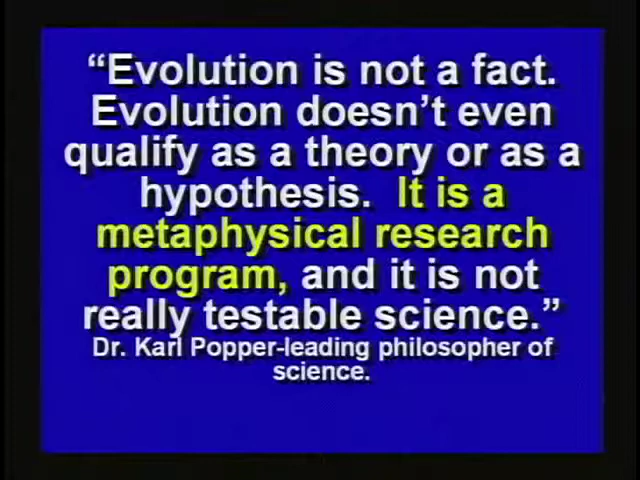 “Evolution is not a fact.
Evolution doesn’t even
qualify as a theory or as a
hypothesis.  It is a
metaphysical research
program, and it is not
really testable science.”
Dr. Karl Popper-leading philosopher of
science.